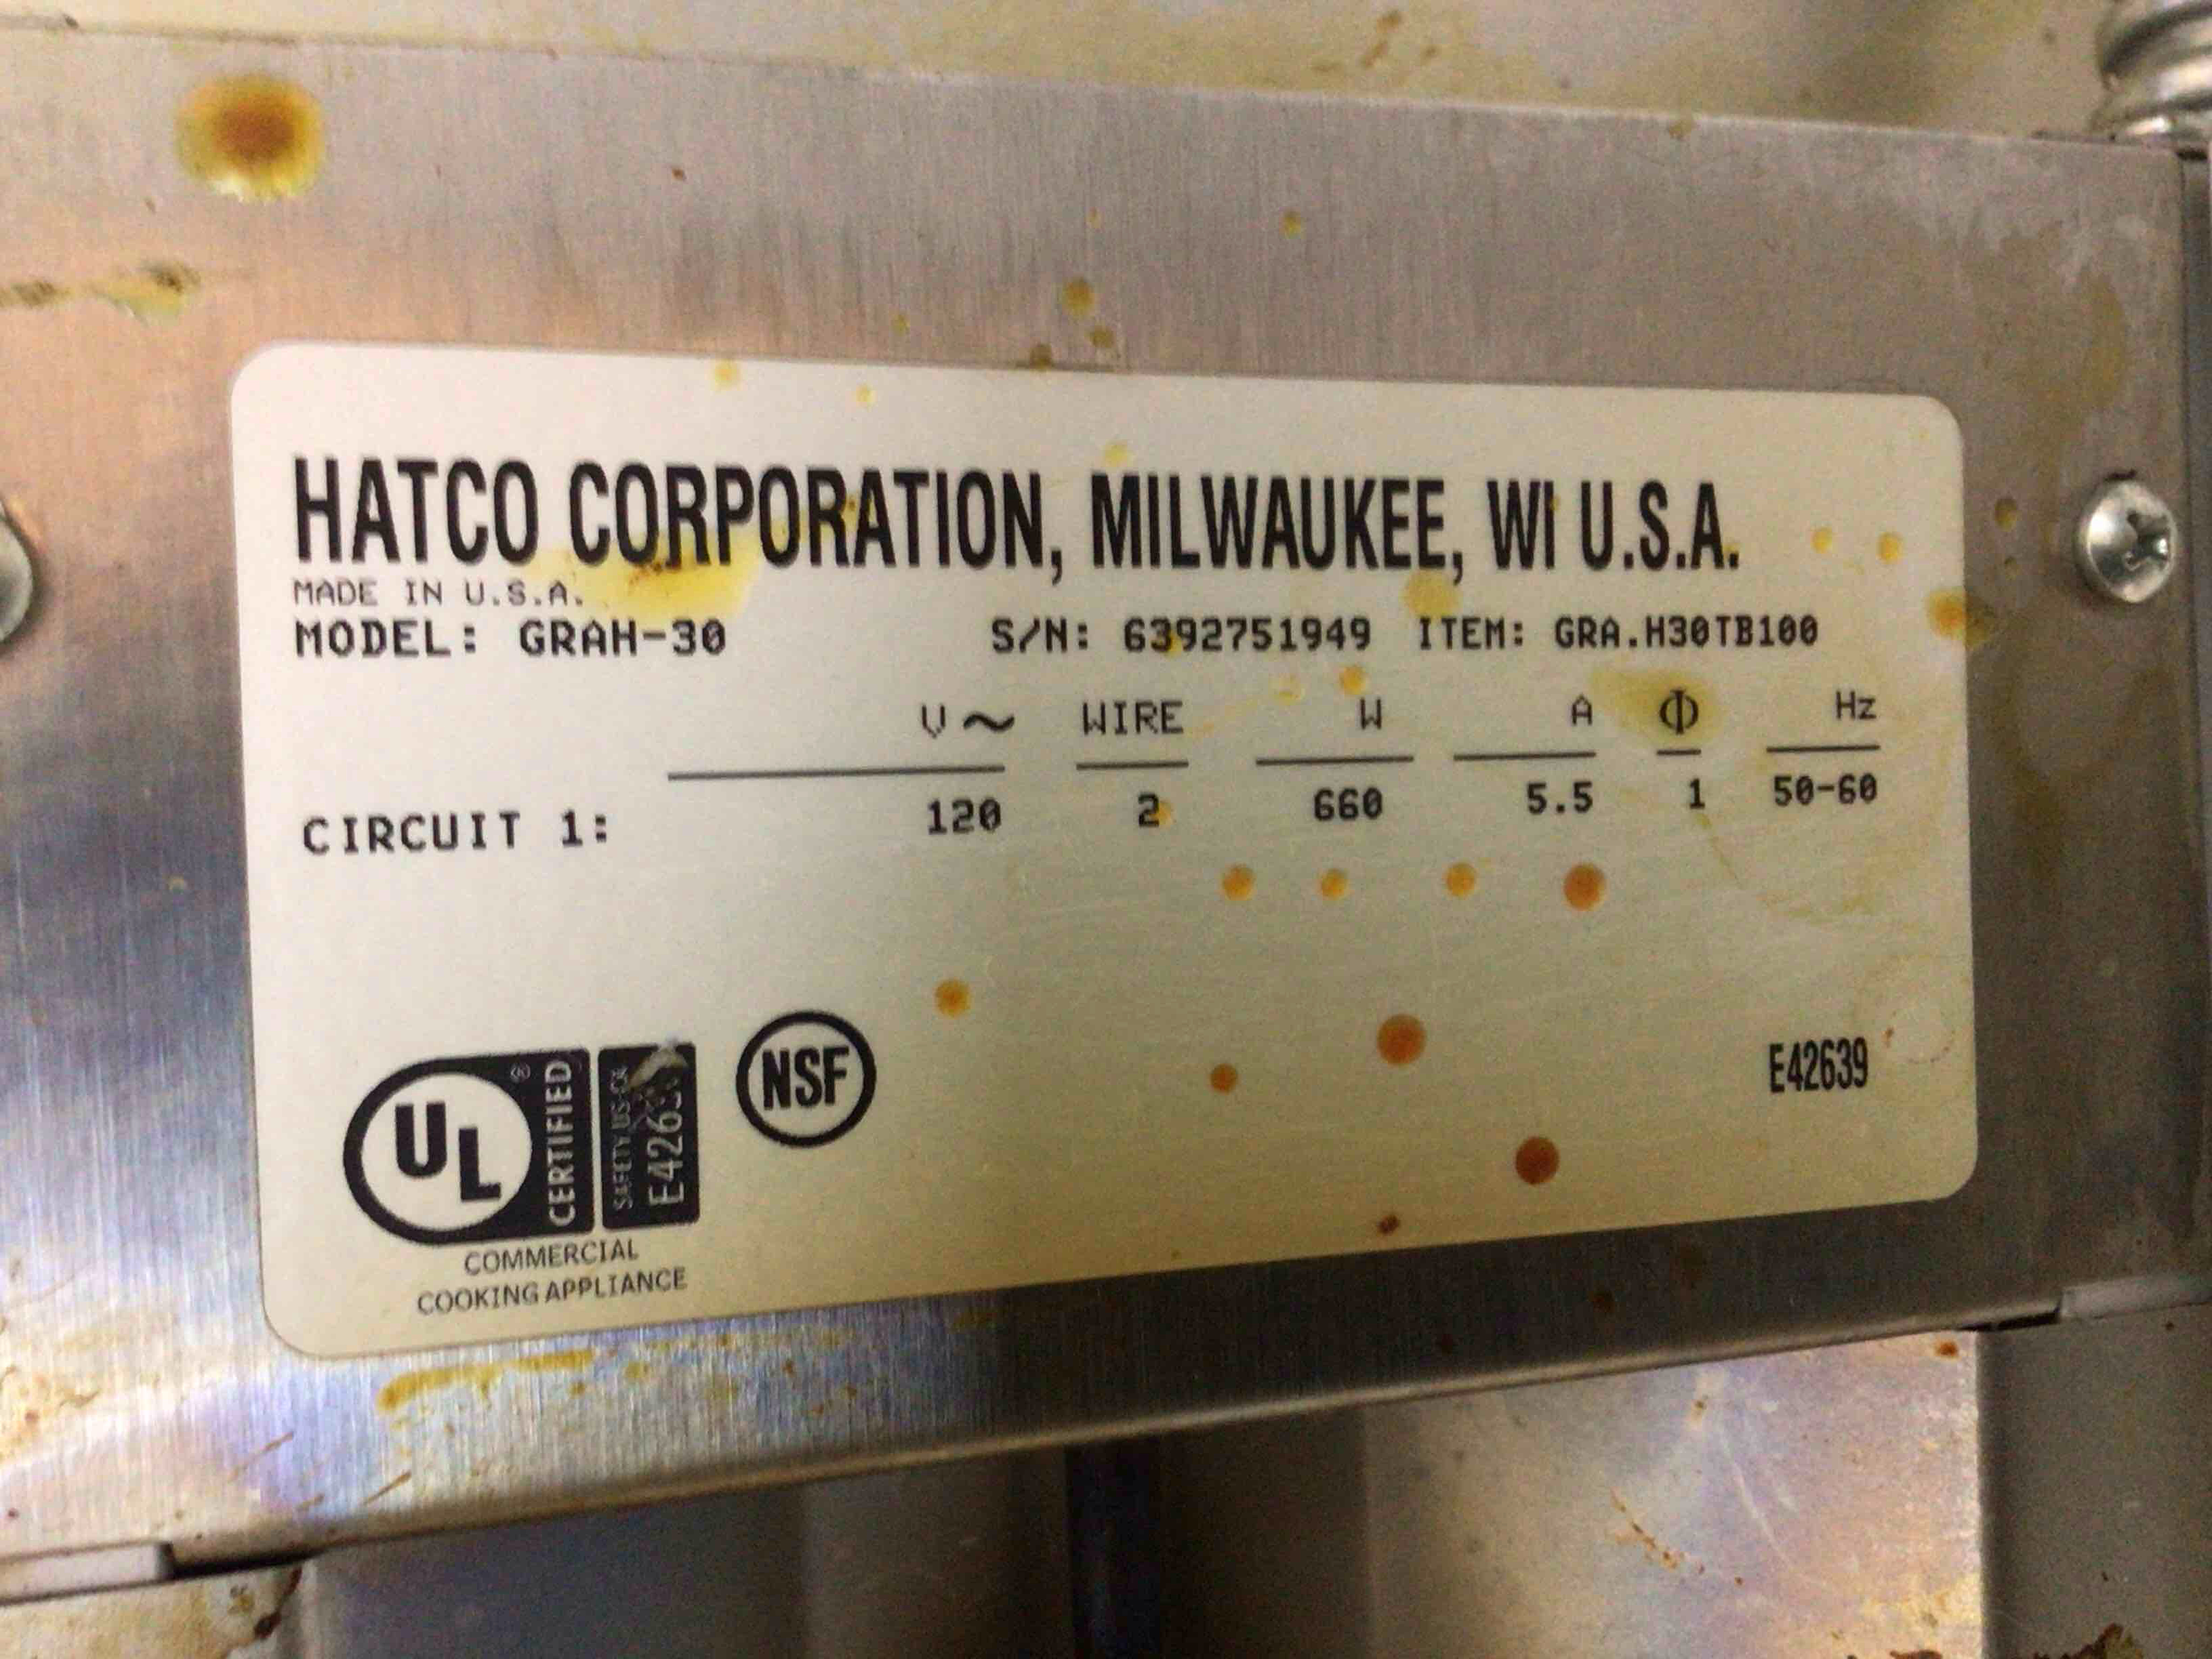 HATCO CORPORATION, MILWAUKEE, WI U.S.A.
MADE IN U.S.A.
MODEL: GRAH-30 S/N: 6392751949 ITEM: GRA.H30TB100
V~ WIRE W A Φ Hz
CIRCUIT 1: 120 2 660 5.5 1 50-60
UL ® CERTIFIED
SAFETY US-CA
NSF
E42639
COMMERCIAL
COOKING APPLIANCE